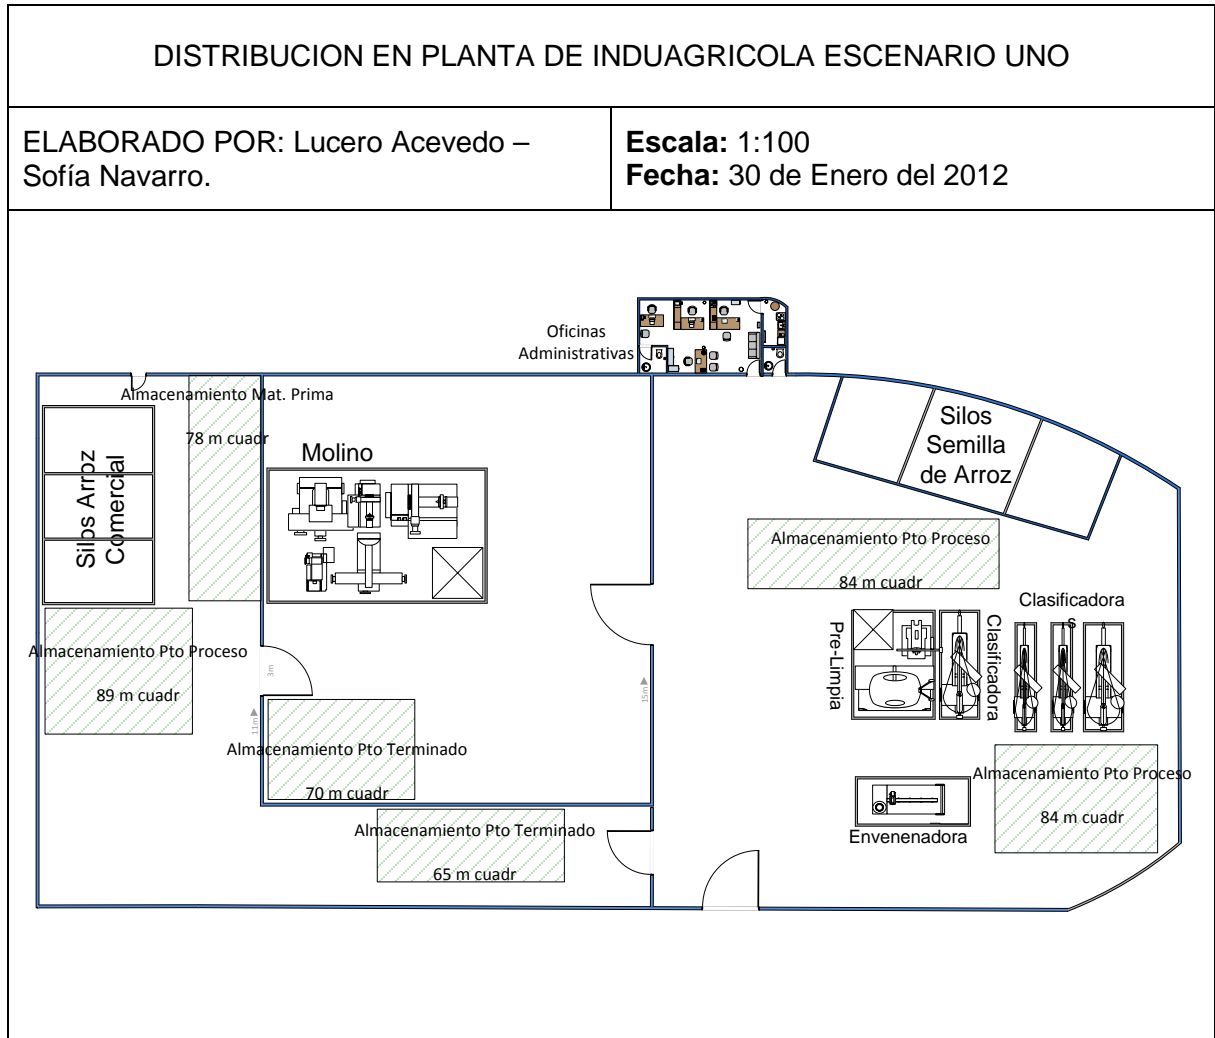 DISTRIBUCION EN PLANTA DE INDUAGRICOLA ESCENARIO UNO
ELABORADO POR: Lucero Acevedo –
Sofía Navarro.
Escala: 1:100
Fecha: 30 de Enero del 2012
Oficinas
Administrativas
Almacenamiento Mat. Prima
78 m cuadr
Silos Arroz
Comercial
Molino
Silos
Semilla
de Arroz
Almacenamiento Pto Proceso
84 m cuadr
Clasificadora
s
Pre-Limpia
Clasificadora
Almacenamiento Pto Proceso
89 m cuadr
3m
11m
15m
Almacenamiento Pto Terminado
70 m cuadr
Almacenamiento Pto Proceso
84 m cuadr
Envenenadora
Almacenamiento Pto Terminado
65 m cuadr